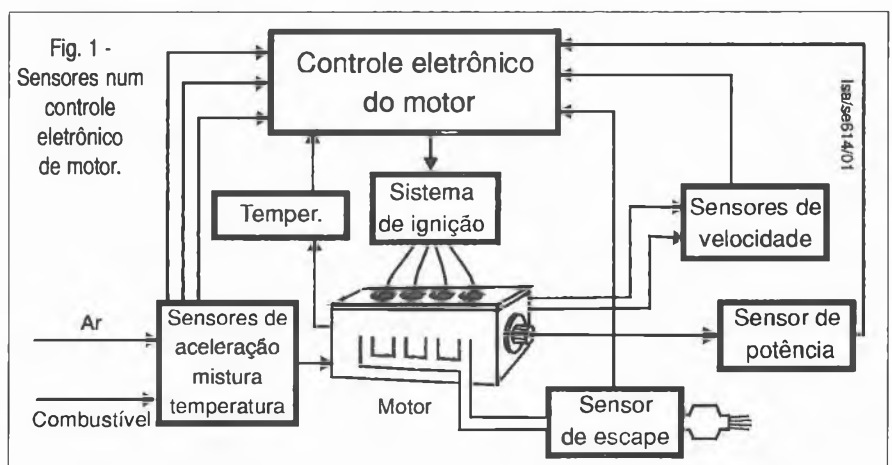 Fig. 1 -
Sensores num
controle
eletrônico
de motor.
Controle eletrônico
do motor
lsa/se614/01
Temper.
Sistema
de ignição
Sensores de
velocidade
Ar
Combustível
Sensores de
aceleração
mistura
temperatura
Motor
Sensor de
potência
Sensor
de escape